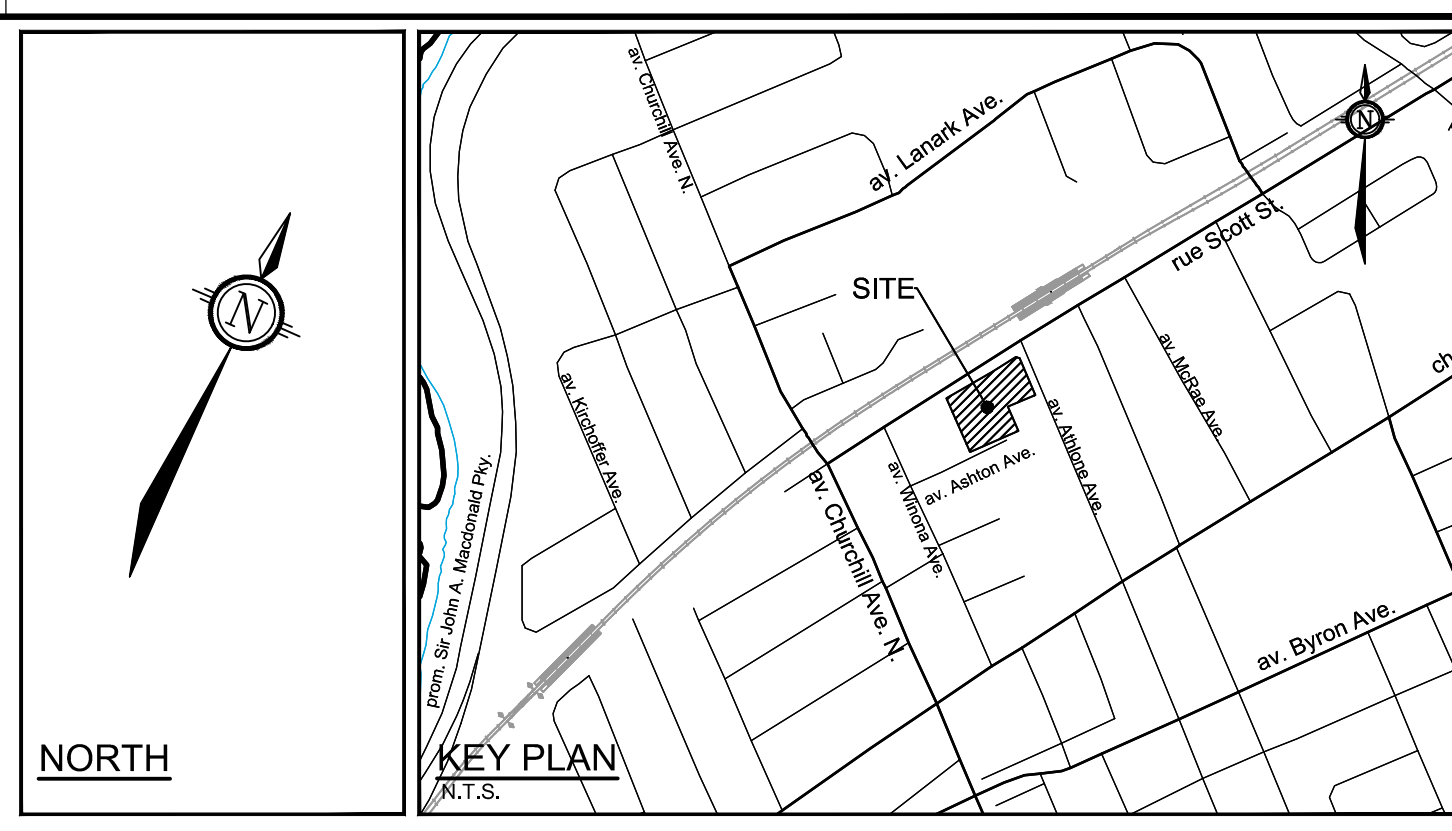 N
NORTH
av. Churchill Ave. N.
av. Lanark Ave.
N
rue Scott St.
SITE
av. Kirchoffer Ave.
av. McRae Ave.
ch
av. Athlone Ave.
av. Ashton Ave.
av. Winona Ave.
av. Churchill Ave. N.
prom. Sir John A. Macdonald Pky.
av. Byron Ave.
KEY PLAN
N.T.S.